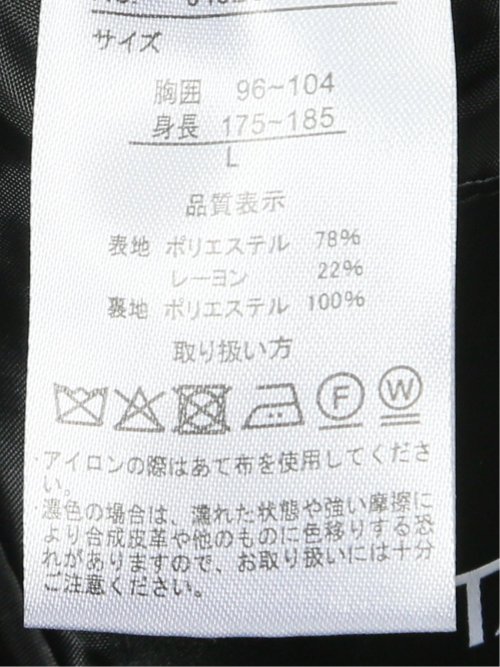 サイズ
胸囲 96~104
身長 175~185
L
品質表示
表地 ポリエステル 78%
レーヨン 22%
裏地 ポリエステル 100%
取り扱い方
F W
・アイロンの際はあて布を使用してくださ
い。
・濃色の場合は、濡れた状態や強い摩擦に
より合成皮革や他のものに色移りする恐
れがありますので、お取り扱いには十分
ご注意ください。